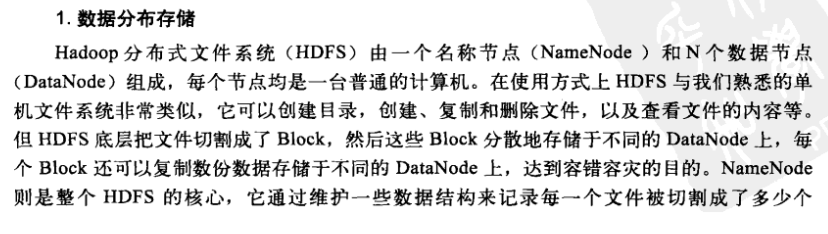 1. 数据分布存储
Hadoop 分布式文件系统（HDFS）由一个名称节点（NameNode ）和 N 个数据节点
（DataNode）组成，每个节点均是一台普通的计算机。在使用方式上 HDFS 与我们熟悉的单
机文件系统非常类似，它可以创建目录，创建、复制和删除文件，以及查看文件的内容等。
但 HDFS 底层把文件切割成了 Block，然后这些 Block 分散地存储于不同的 DataNode 上，每
个 Block 还可以复制数份数据存储于不同的 DataNode 上，达到容错容灾的目的。NameNode
则是整个 HDFS 的核心，它通过维护一些数据结构来记录每一个文件被切割成了多少个